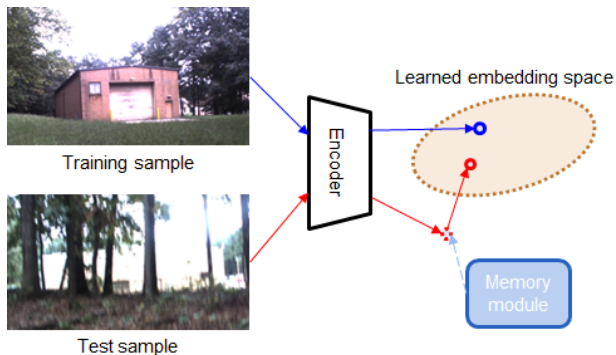 Learned embedding space
Training sample
Encoder
Test sample
Memory
module